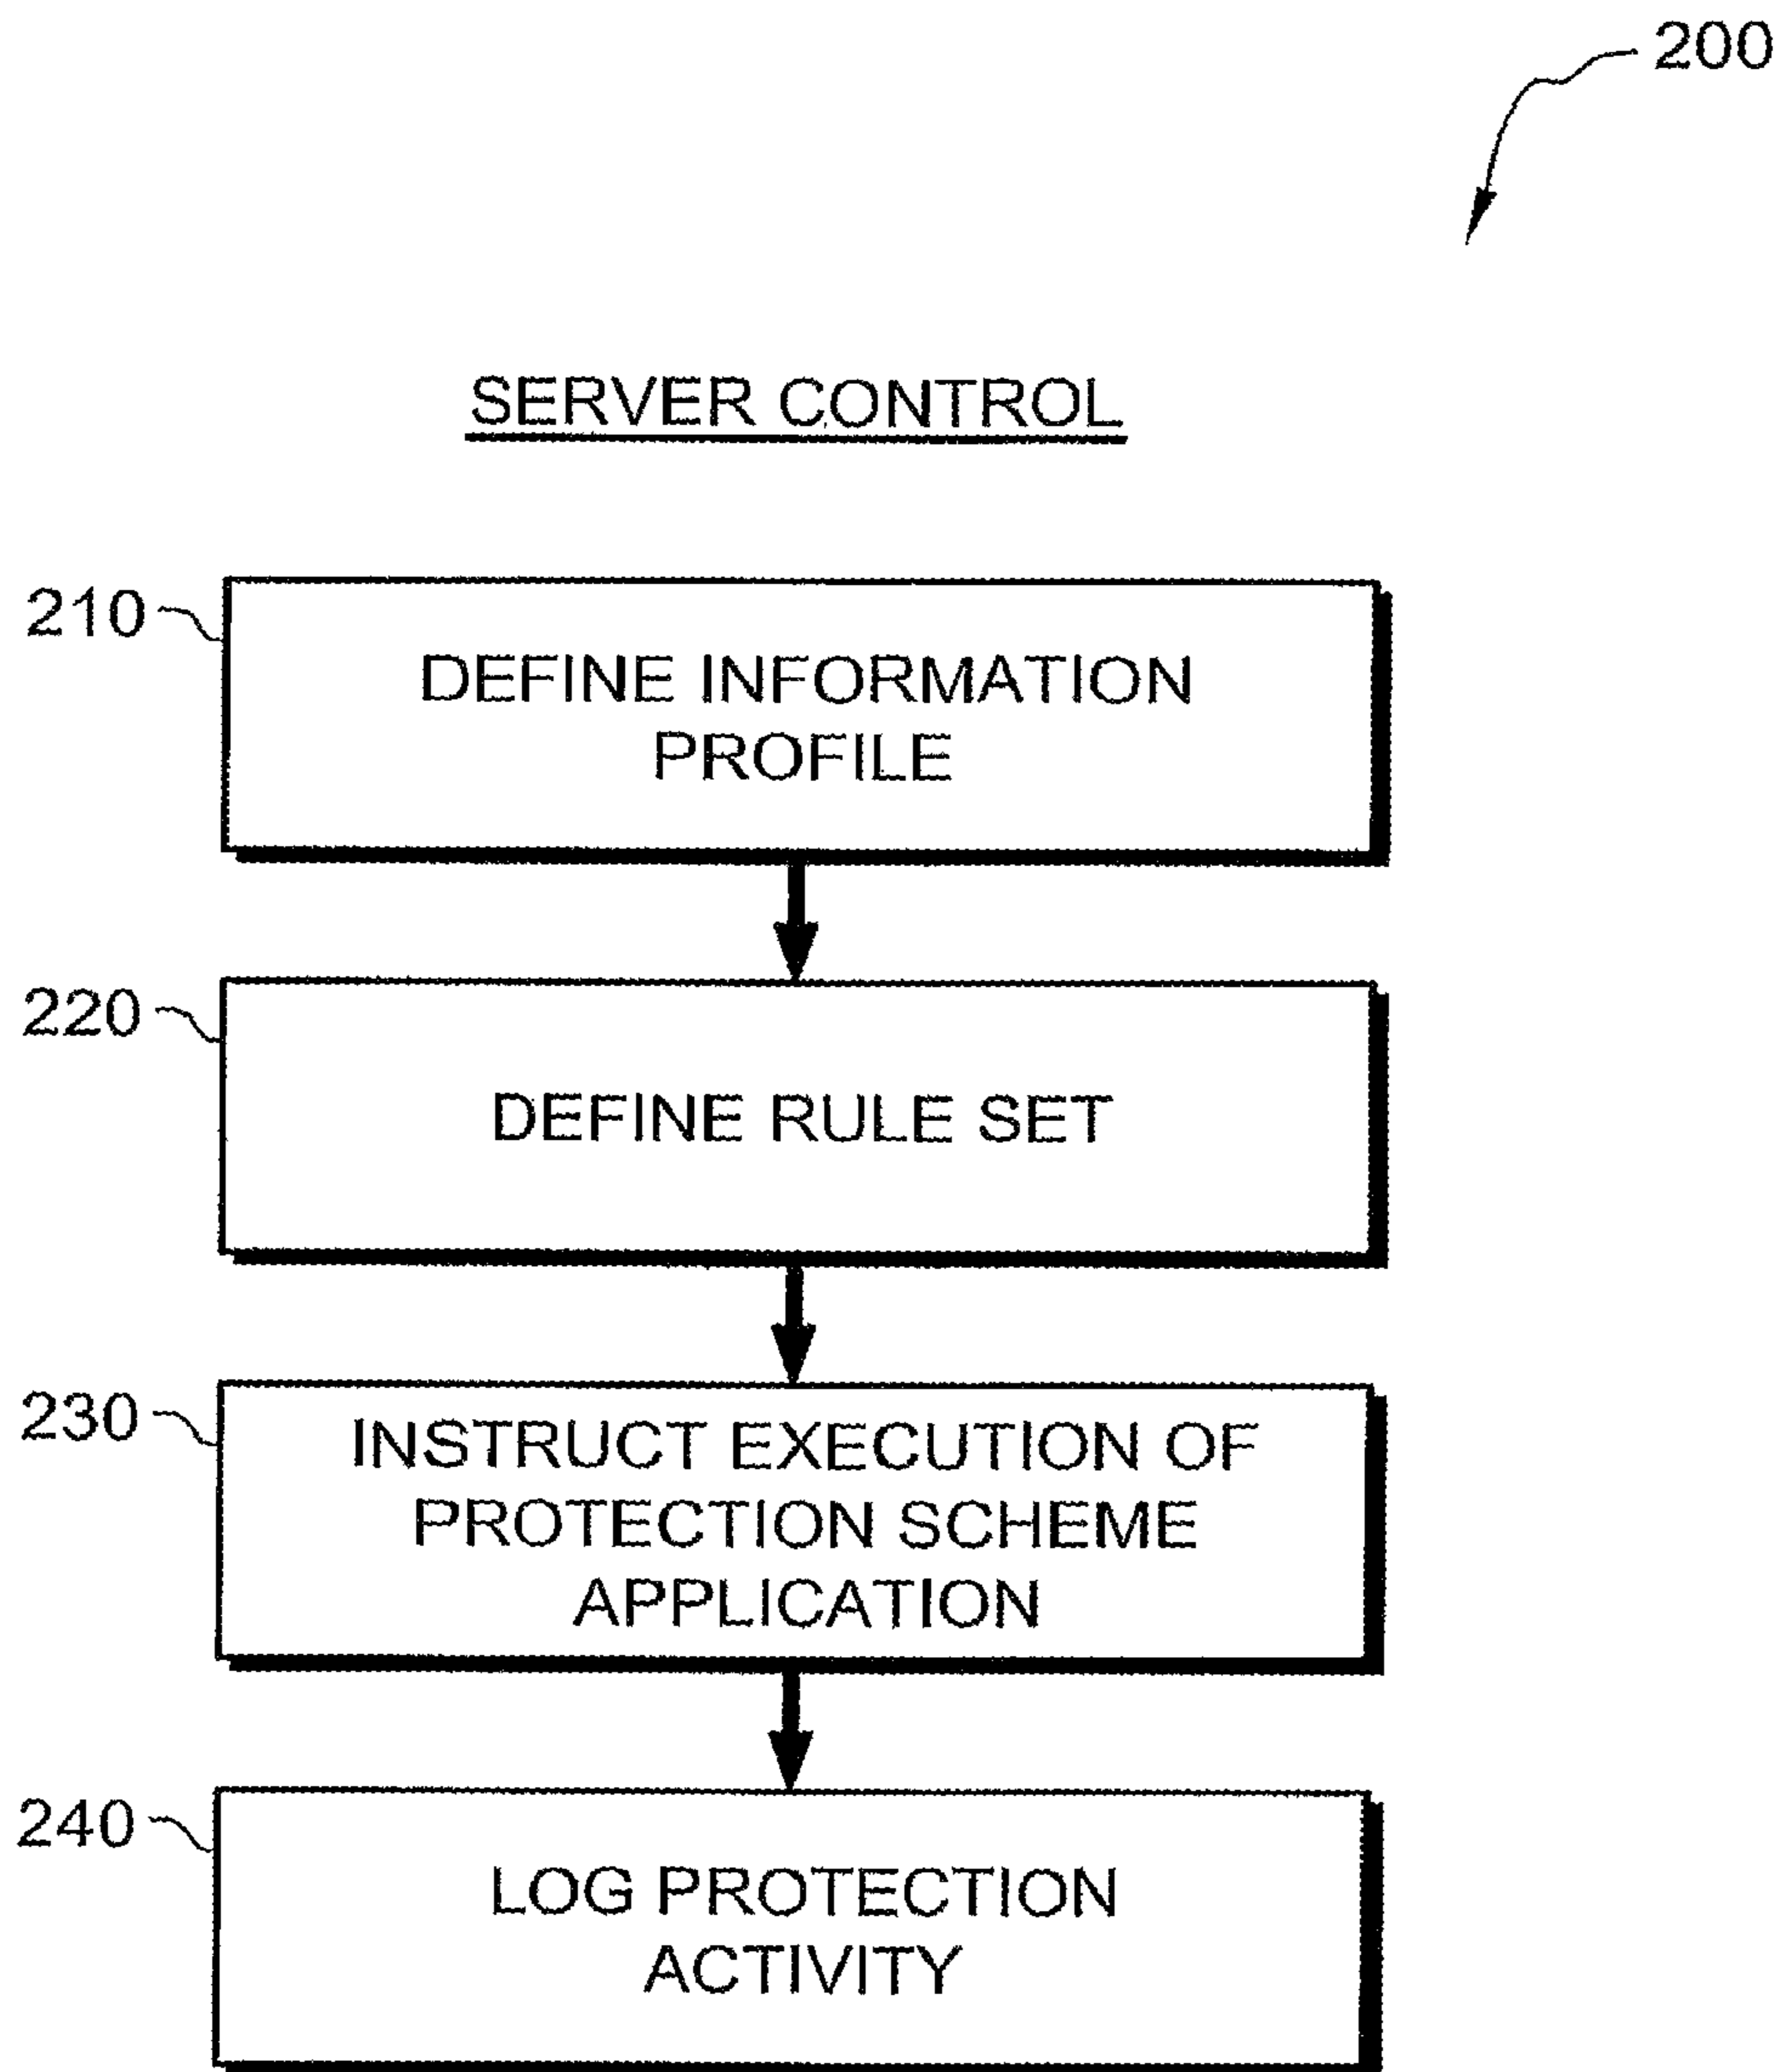 200
SERVER CONTROL
210
DEFINE INFORMATION
PROFILE
220
DEFINE RULE SET
230
INSTRUCT EXECUTION OF
PROTECTION SCHEME
APPLICATION
240
LOG PROTECTION
ACTIVITY